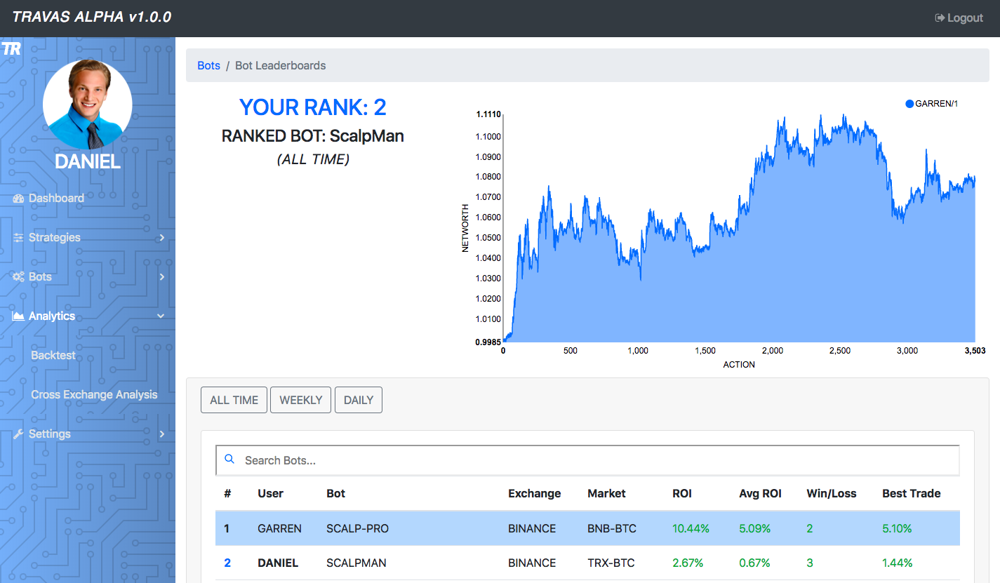 TRAVAS ALPHA v1.0.0
Logout
TR
DANIEL
Dashboard
Strategies
Bots
Analytics
Backtest
Cross Exchange Analysis
Settings
Bots / Bot Leaderboards
YOUR RANK: 2
RANKED BOT: ScalpMan
(ALL TIME)
GARREN/1
1.1110
1.1000
1.0900
1.0800
1.0700
1.0600
1.0500
1.0400
1.0300
1.0200
1.0100
0.9985
NETWORTH
0 500 1,000 1,500 2,000 2,500 3,000 3,503
ACTION
ALL TIME WEEKLY DAILY
Search Bots...
# User Bot Exchange Market ROI Avg ROI Win/Loss Best Trade
1 GARREN SCALP-PRO BINANCE BNB-BTC 10.44% 5.09% 2 5.10%
2 DANIEL SCALPMAN BINANCE TRX-BTC 2.67% 0.67% 3 1.44%